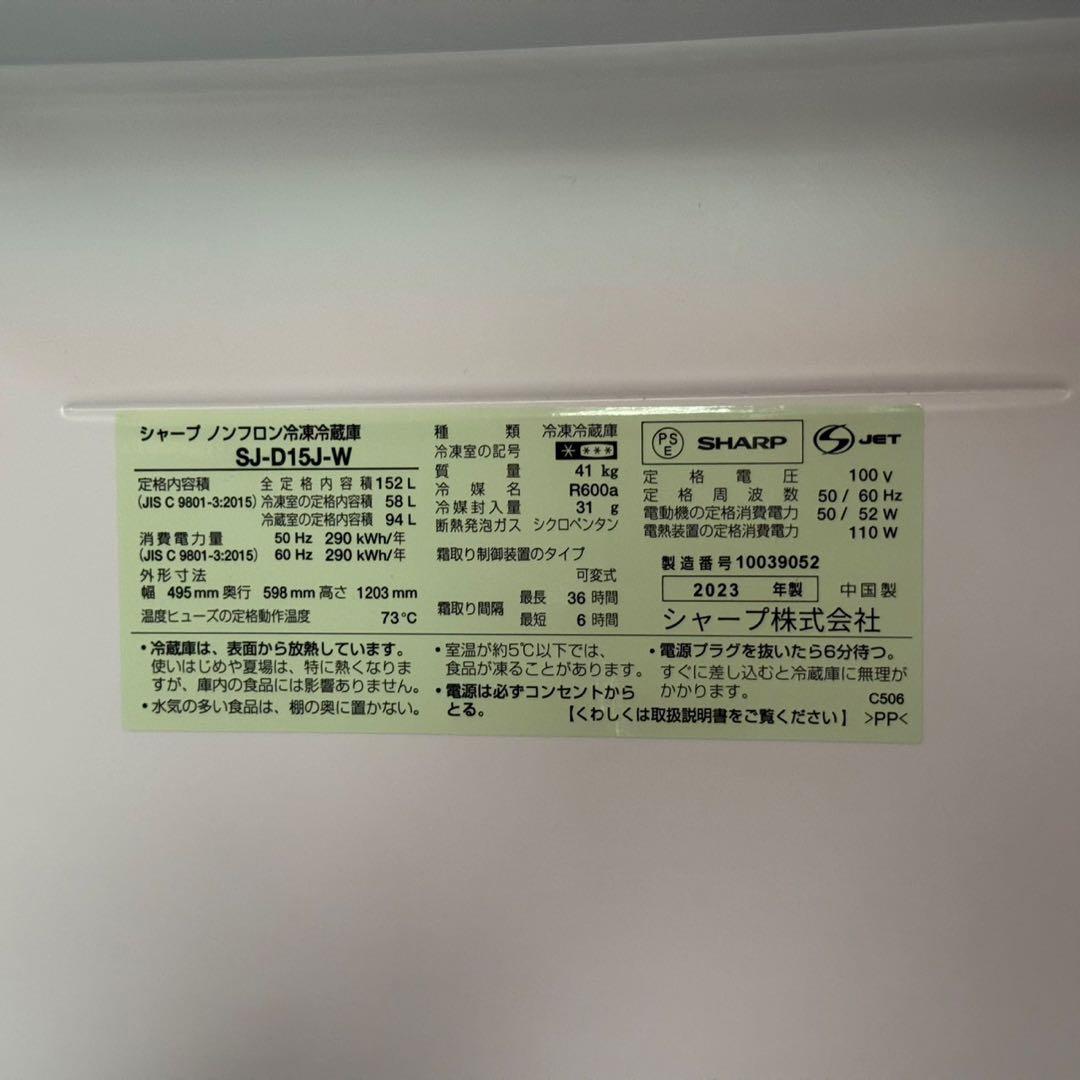 シャープ ノンフロン冷凍冷蔵庫
SJ-D15J-W
定格内容積 全定格内容積 152 L
(JIS C 9801-3:2015) 冷凍室の定格内容積 58 L
冷蔵室の定格内容積 94 L
消費電力量 50 Hz 290 kWh/年
(JIS C 9801-3:2015) 60 Hz 290 kWh/年
外形寸法
幅 495 mm 奥行 598 mm 高さ 1203 mm
温度ヒューズの定格動作温度 73℃
種類 冷凍冷蔵庫
冷凍室の記号 * ***
質量 41 kg
冷媒名 R600a
冷媒封入量 31 g
断熱発泡ガス シクロペンタン
霜取り制御装置のタイプ
可変式
霜取り間隔 最長 36 時間
最短 6 時間
PSE SHARP JET
定格電圧 100 V
定格周波数 50 / 60 Hz
電動機の定格消費電力 50 / 52 W
電熱装置の定格消費電力 110 W
製造番号 10039052
2023 年製 中国製
シャープ株式会社
・冷蔵庫は、表面から放熱しています。
使いはじめや夏場は、特に熱くなりま
すが、庫内の食品には影響ありません。
・水気の多い食品は、棚の奥に置かない。
・室温が約5℃以下では、
食品が凍ることがあります。
・電源は必ずコンセントから
とる。
・電源プラグを抜いたら6分待つ。
すぐに差し込むと冷蔵庫に無理が
かかります。
C506
【くわしくは取扱説明書をご覧ください】 >PP<